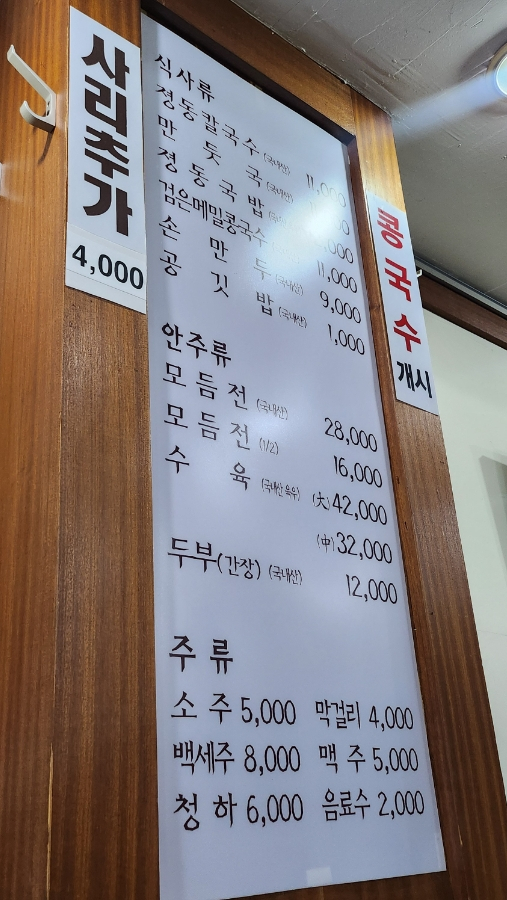 사리추가
4,000
식사류
정동칼국수 (국내산) 11,000
만둣국 (국내산)
정동국밥
검은메밀콩국수 11,000
손만두 (국내산) 9,000
공깃밥 (국내산) 1,000
안주류
모듬전 (국내산) 28,000
모듬전 (1/2) 16,000
수육 (국내산 육우) (大) 42,000
(中) 32,000
두부(간장) (국내산) 12,000
주류
소주 5,000 막걸리 4,000
백세주 8,000 맥주 5,000
청하 6,000 음료수 2,000
콩국수
개시